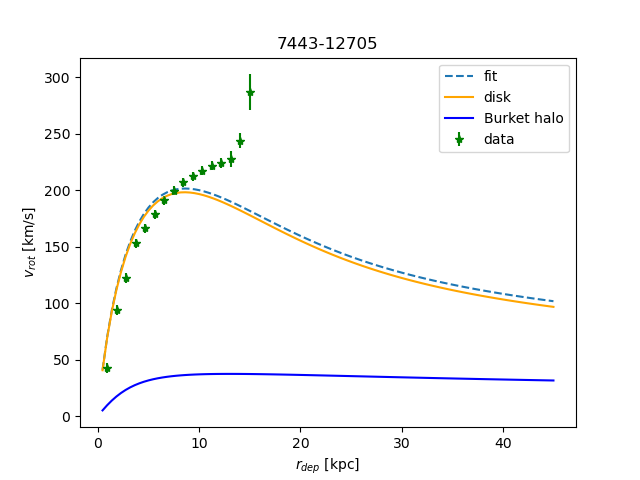 7443-12705
fit
disk
Burket halo
data
300
250
200
150
100
50
0
v_rot [km/s]
0 10 20 30 40
r_dep [kpc]